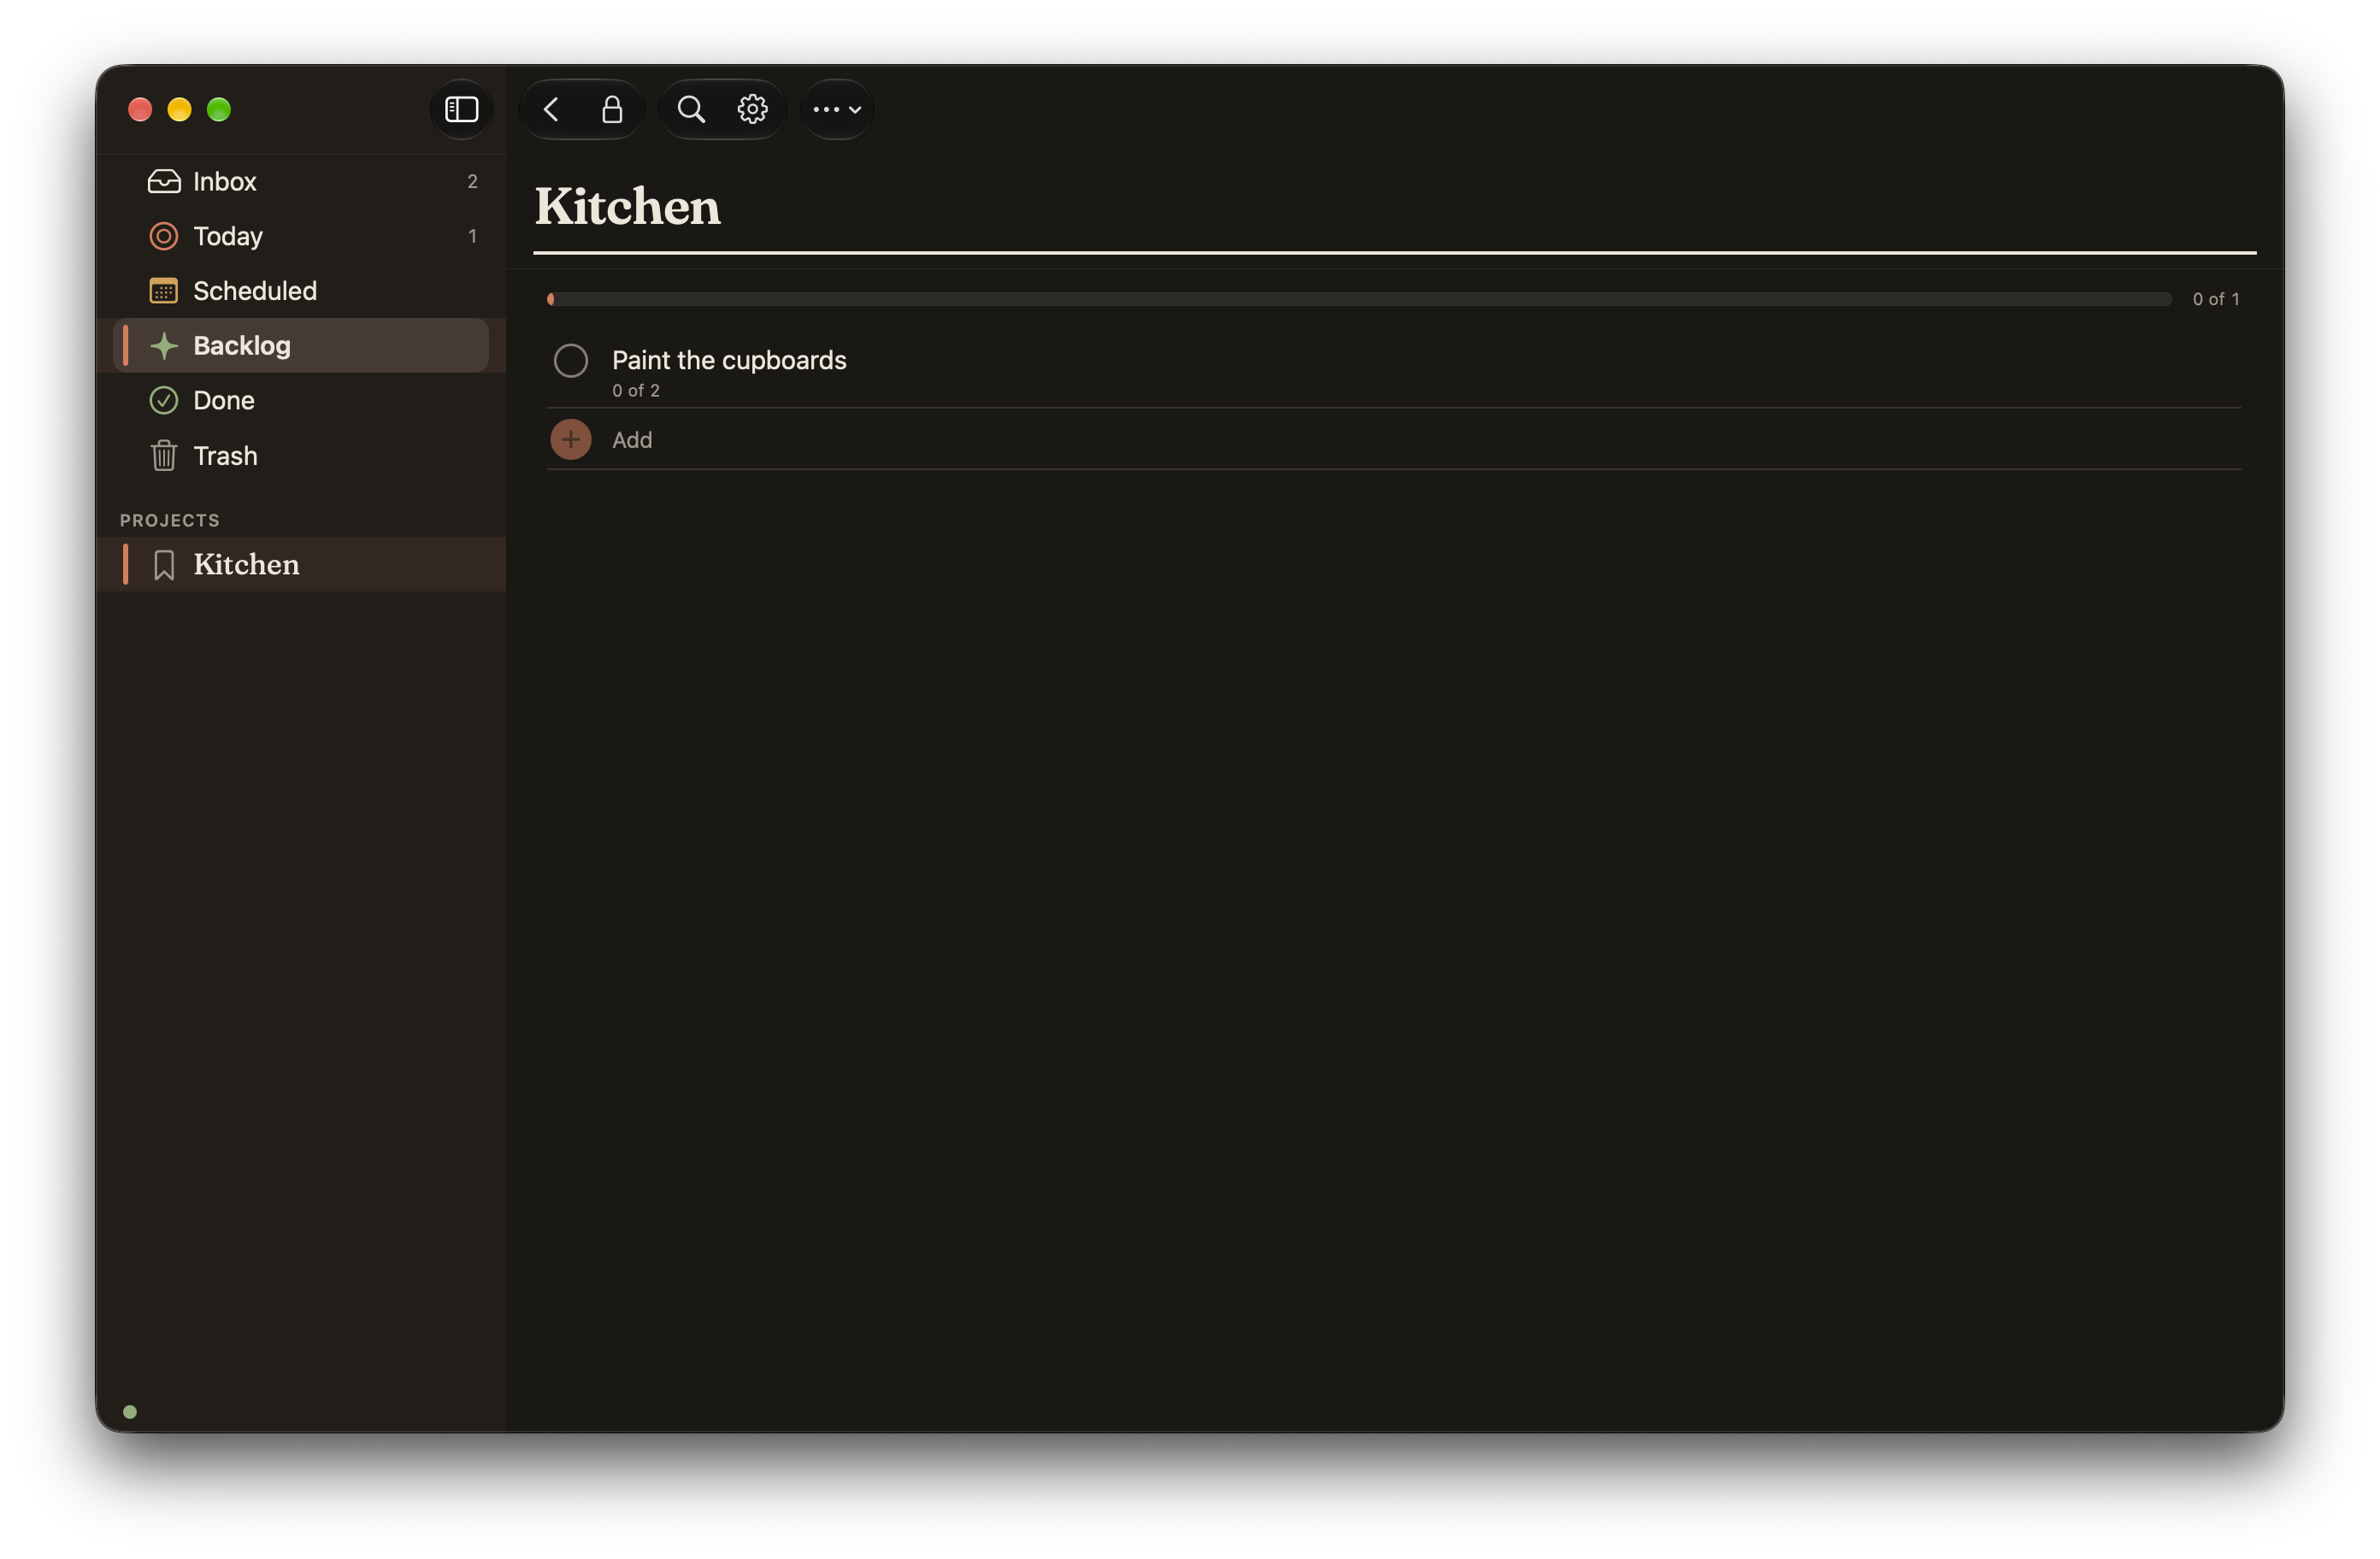 Inbox 2
Today 1
Scheduled
Backlog
Done
Trash
PROJECTS
Kitchen
Kitchen
0 of 1
Paint the cupboards
0 of 2
Add